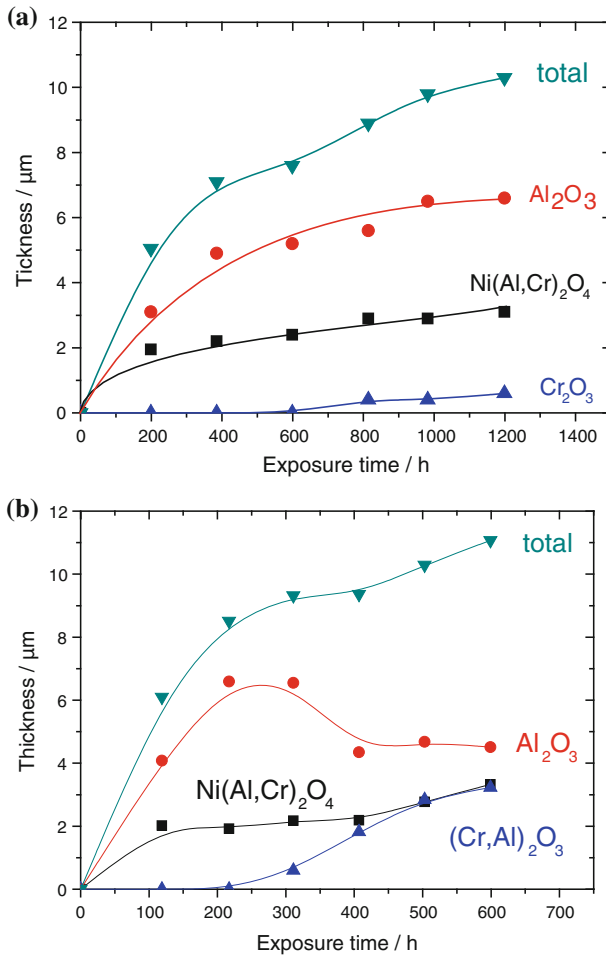 (a)
12
10
8
6
4
2
0
Tickness / μm
total
Al₂O₃
Ni(Al,Cr)₂O₄
Cr₂O₃
0 200 400 600 800 1000 1200 1400
Exposure time / h
(b)
12
10
8
6
4
2
0
Thickness / μm
total
Al₂O₃
Ni(Al,Cr)₂O₄
(Cr,Al)₂O₃
0 100 200 300 400 500 600 700
Exposure time / h